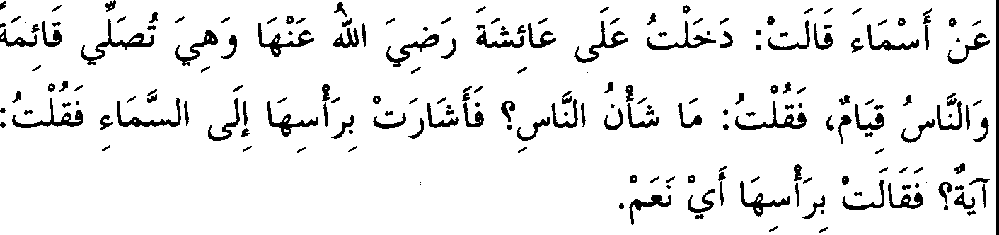 عَنْ أَسْمَاءَ قَالَتْ: دَخَلْتُ عَلَى عَائِشَةَ رَضِيَ اللهُ عَنْهَا وَهِيَ تُصَلِّي قَائِمَةً
وَالنَّاسُ قِيَامٌ، فَقُلْتُ: مَا شَأْنُ النَّاسِ؟ فَأَشَارَتْ بِرَأْسِهَا إِلَى السَّمَاءِ فَقُلْتُ:
آيَةٌ؟ فَقَالَتْ بِرَأْسِهَا أَيْ نَعَمْ.